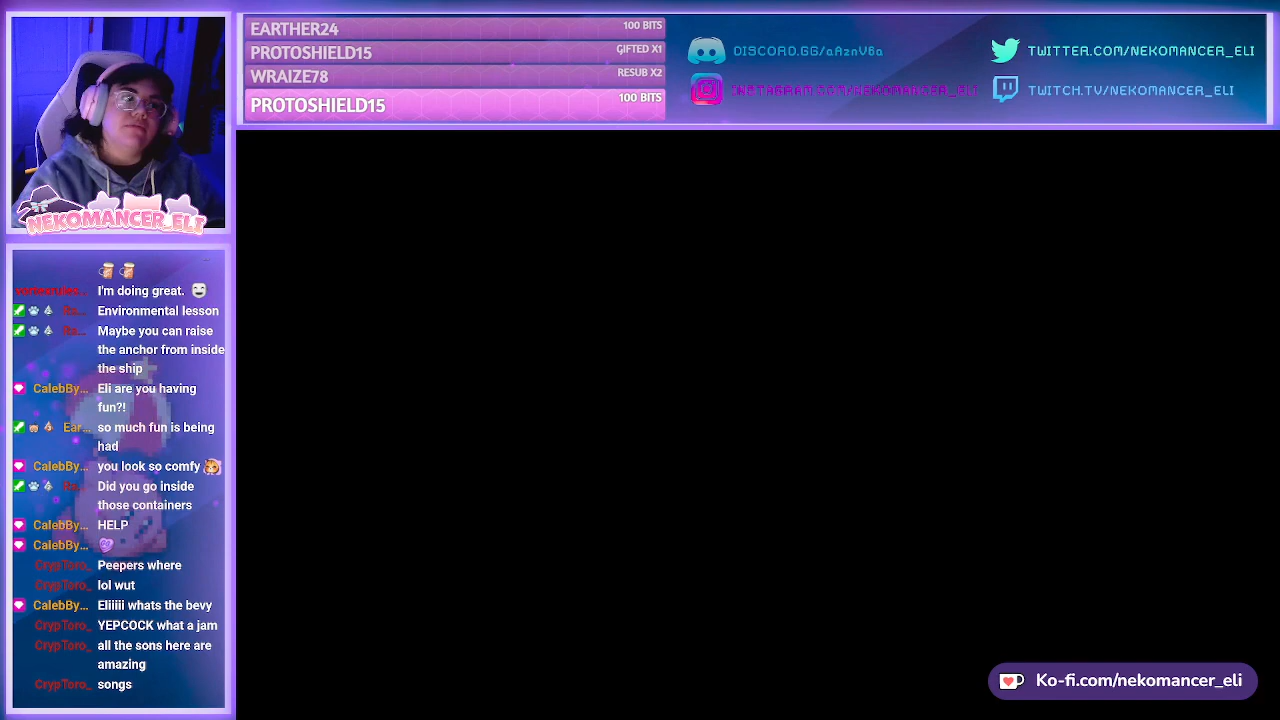 EARTHER24 100 BITS
PROTOSHIELD15 GIFTED X1
WRAIZE78 RESUB X2
PROTOSHIELD15 100 BITS
DISCORD.GG/aAznV8a
TWITTER.COM/NEKOMANCER_ELI
INSTAGRAM.COM/NEKOMANCER_ELI
TWITCH.TV/NEKOMANCER_ELI
NEKOMANCER_ELI
I'm doing great.
Environmental lesson
Maybe you can raise
the anchor from inside
the ship
CalebBy... Eli are you having
fun?!
Ear... so much fun is being
had
CalebBy... you look so comfy
Did you go inside
those containers
CalebBy... HELP
CalebBy...
CrypToro_ Peepers where
CrypToro_ lol wut
CalebBy... Eliiiii whats the bevy
CrypToro_ YEPCOCK what a jam
CrypToro_ all the sons here are
amazing
CrypToro_ songs
Ko-fi.com/nekomancer_eli